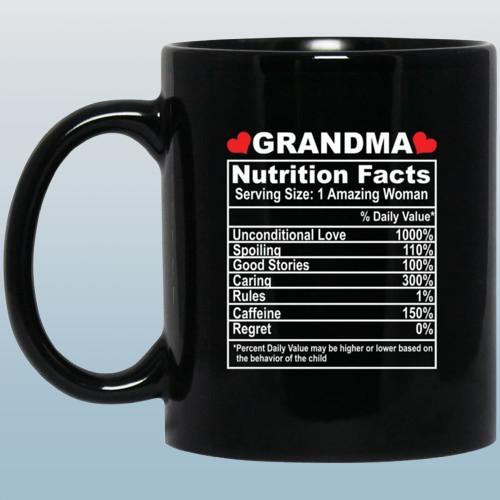 GRANDMA
Nutrition Facts
Serving Size: 1 Amazing Woman
% Daily Value*
Unconditional Love 1000%
Spoiling 110%
Good Stories 100%
Caring 300%
Rules 1%
Caffeine 150%
Regret 0%
*Percent Daily Value may be higher or lower based on
the behavior of the child